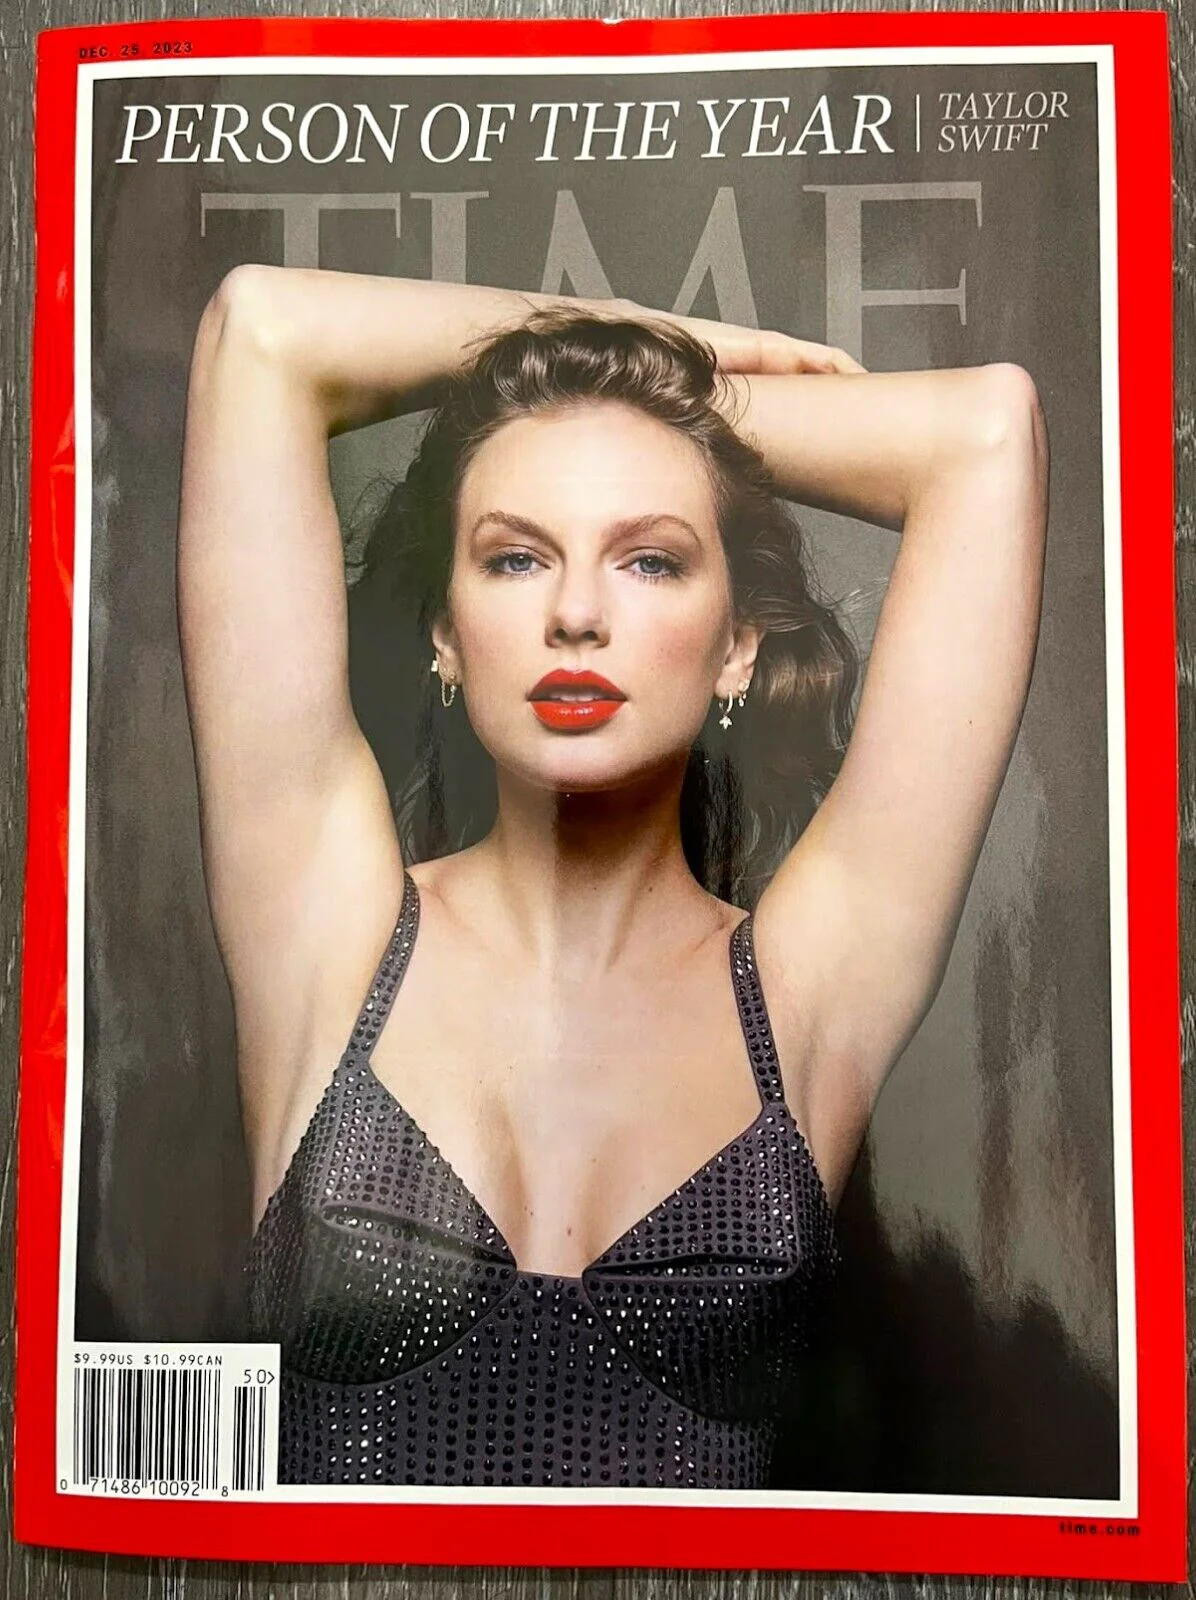 DEC. 25, 2023
PERSON OF THE YEAR | TAYLOR
SWIFT
TIME
$9.99US $10.99CAN
50>
0 71486 10092 8
time.com